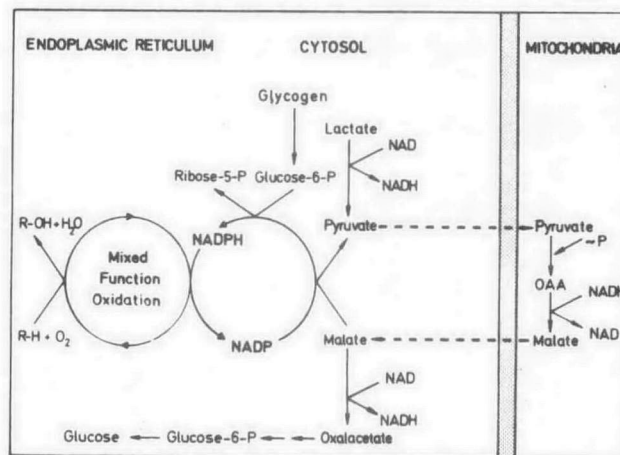 ENDOPLASMIC RETICULUM CYTOSOL MITOCHONDRIA
Glycogen
Lactate
NAD
Ribose-5-P Glucose-6-P
NADH
R-OH + H₂O
NADPH
Pyruvate
Pyruvate
~P
Mixed
Function
Oxidation
OAA
NADH
R-H + O₂
NADP
Malate
Malate
NAD
NAD
NADH
Glucose Glucose-6-P Oxalacetate